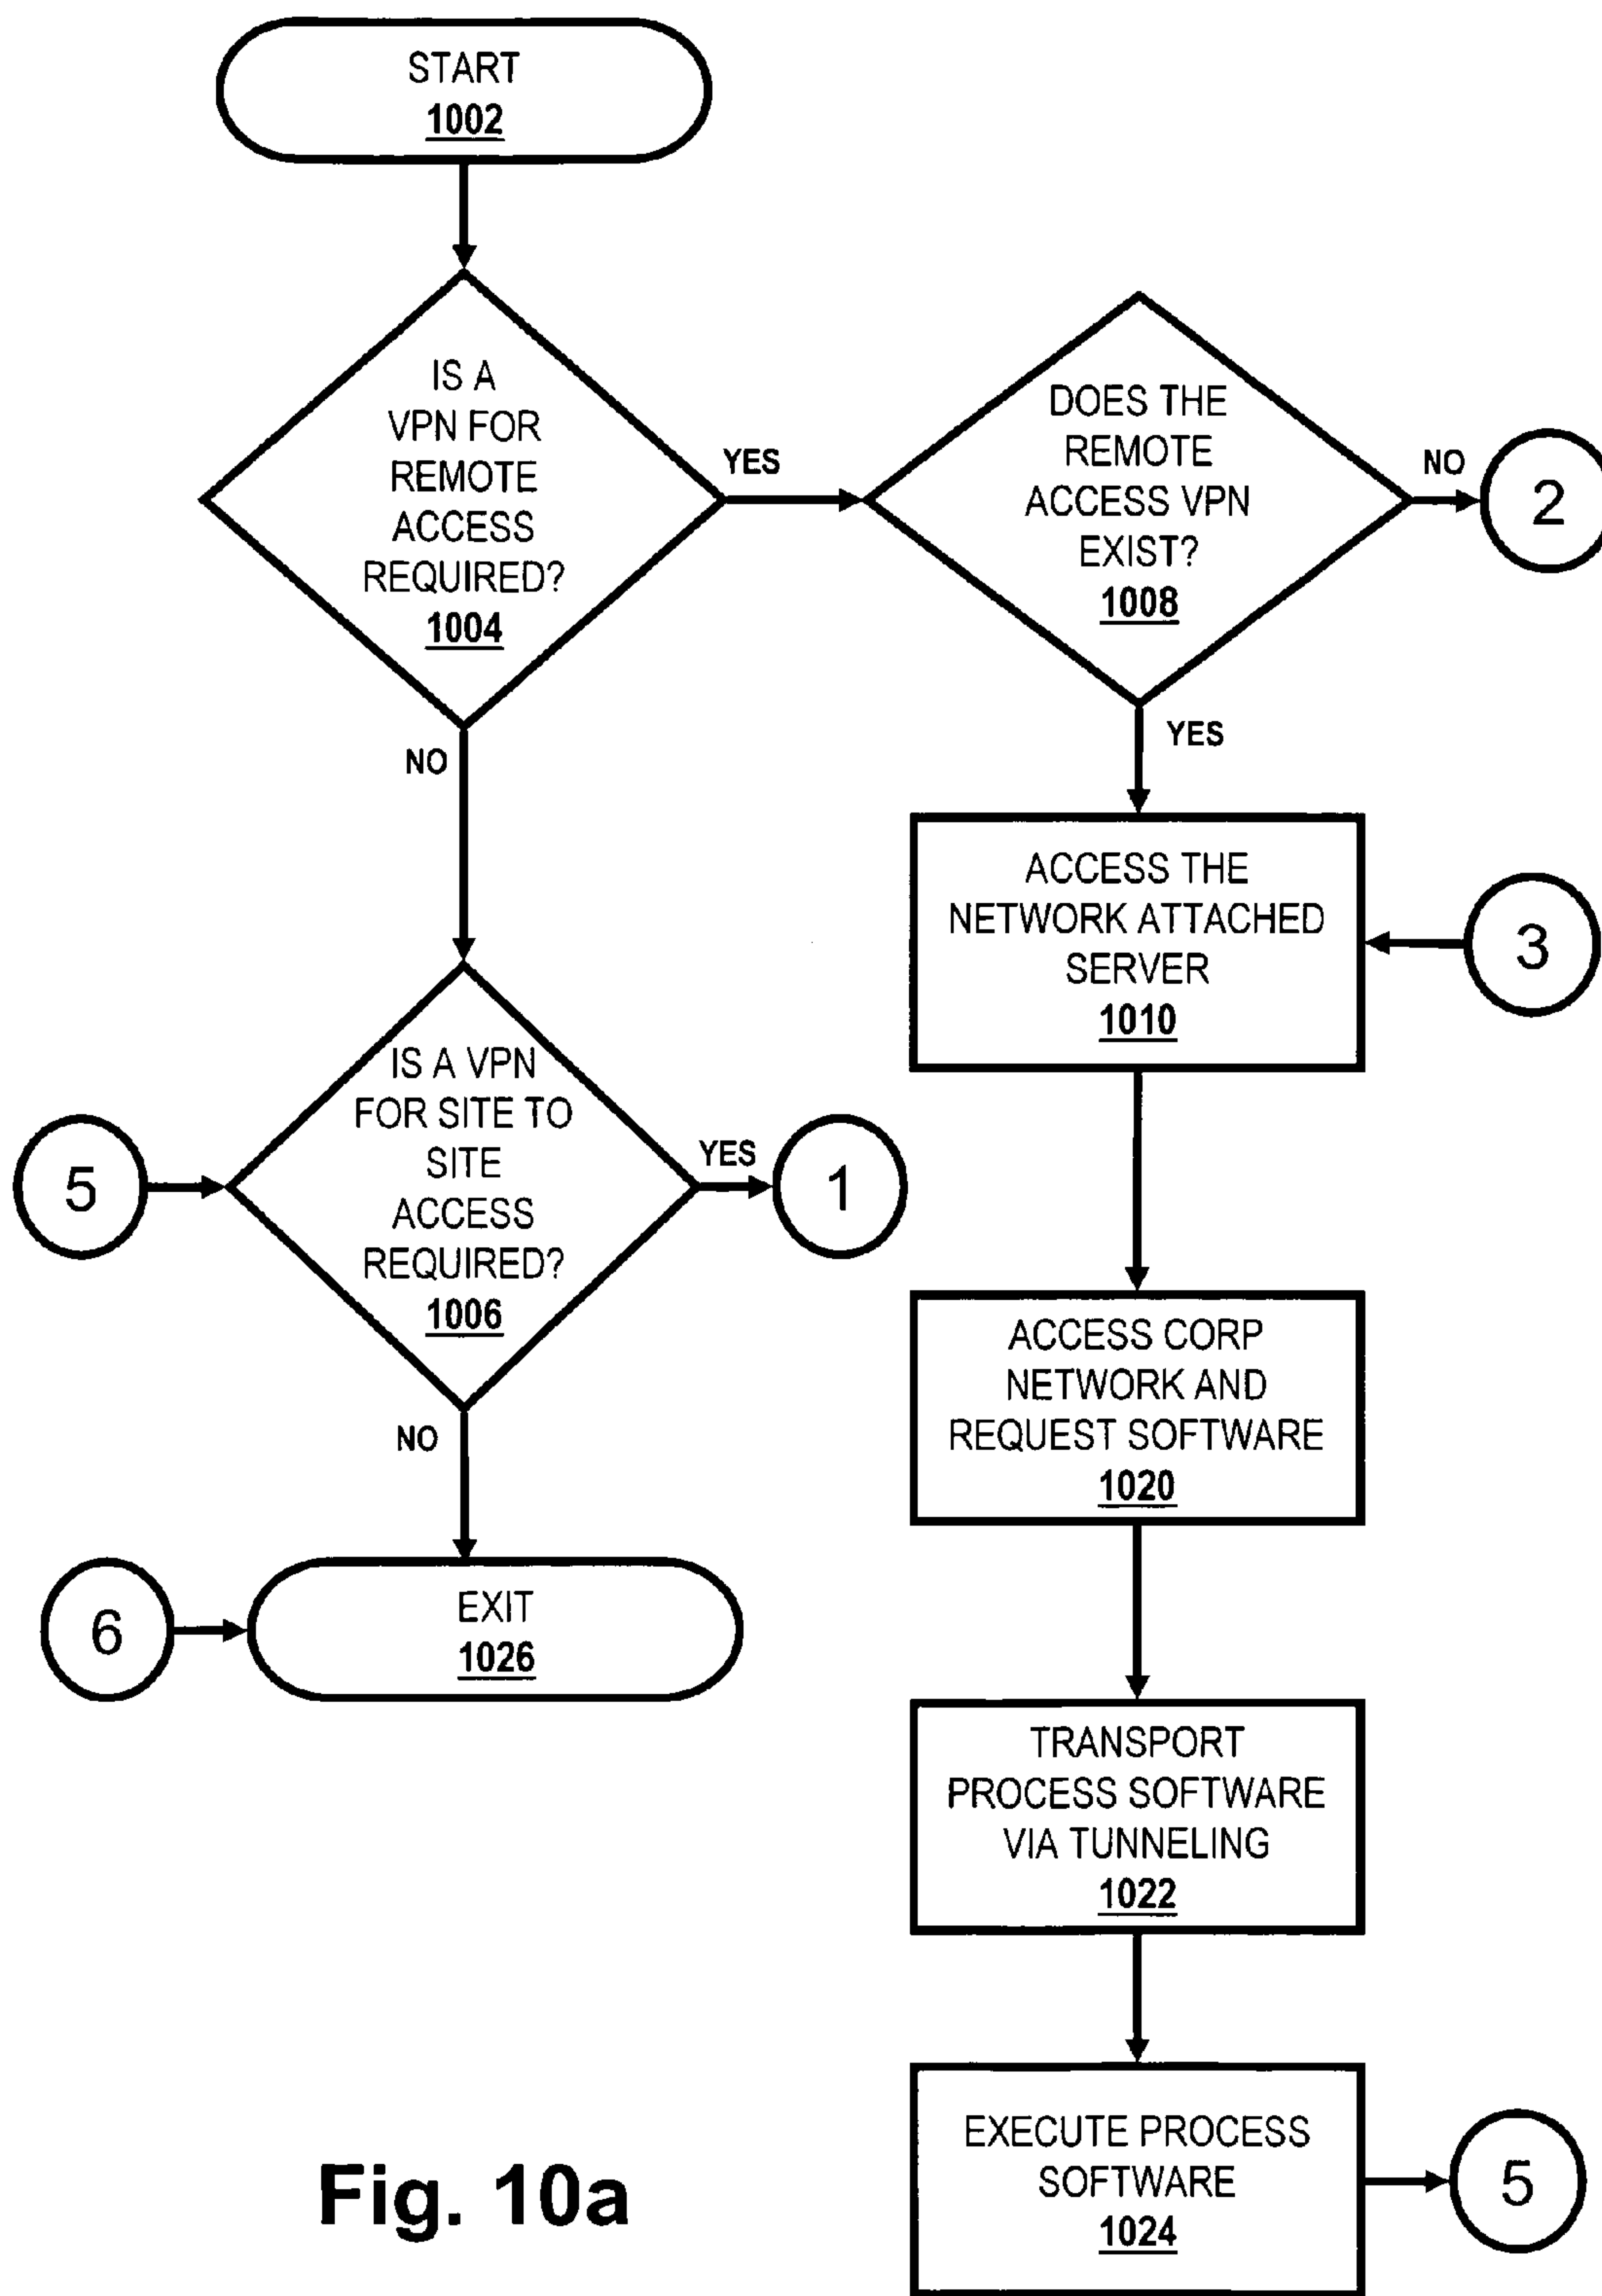 START
1002
IS A
VPN FOR
REMOTE
ACCESS
REQUIRED?
1004
YES
NO
DOES THE
REMOTE
ACCESS VPN
EXIST?
1008
NO
2
YES
ACCESS THE
NETWORK ATTACHED
SERVER
1010
3
5
IS A VPN
FOR SITE TO
SITE
ACCESS
REQUIRED?
1006
YES
1
NO
6
EXIT
1026
ACCESS CORP
NETWORK AND
REQUEST SOFTWARE
1020
TRANSPORT
PROCESS SOFTWARE
VIA TUNNELING
1022
EXECUTE PROCESS
SOFTWARE
1024
5
Fig. 10a